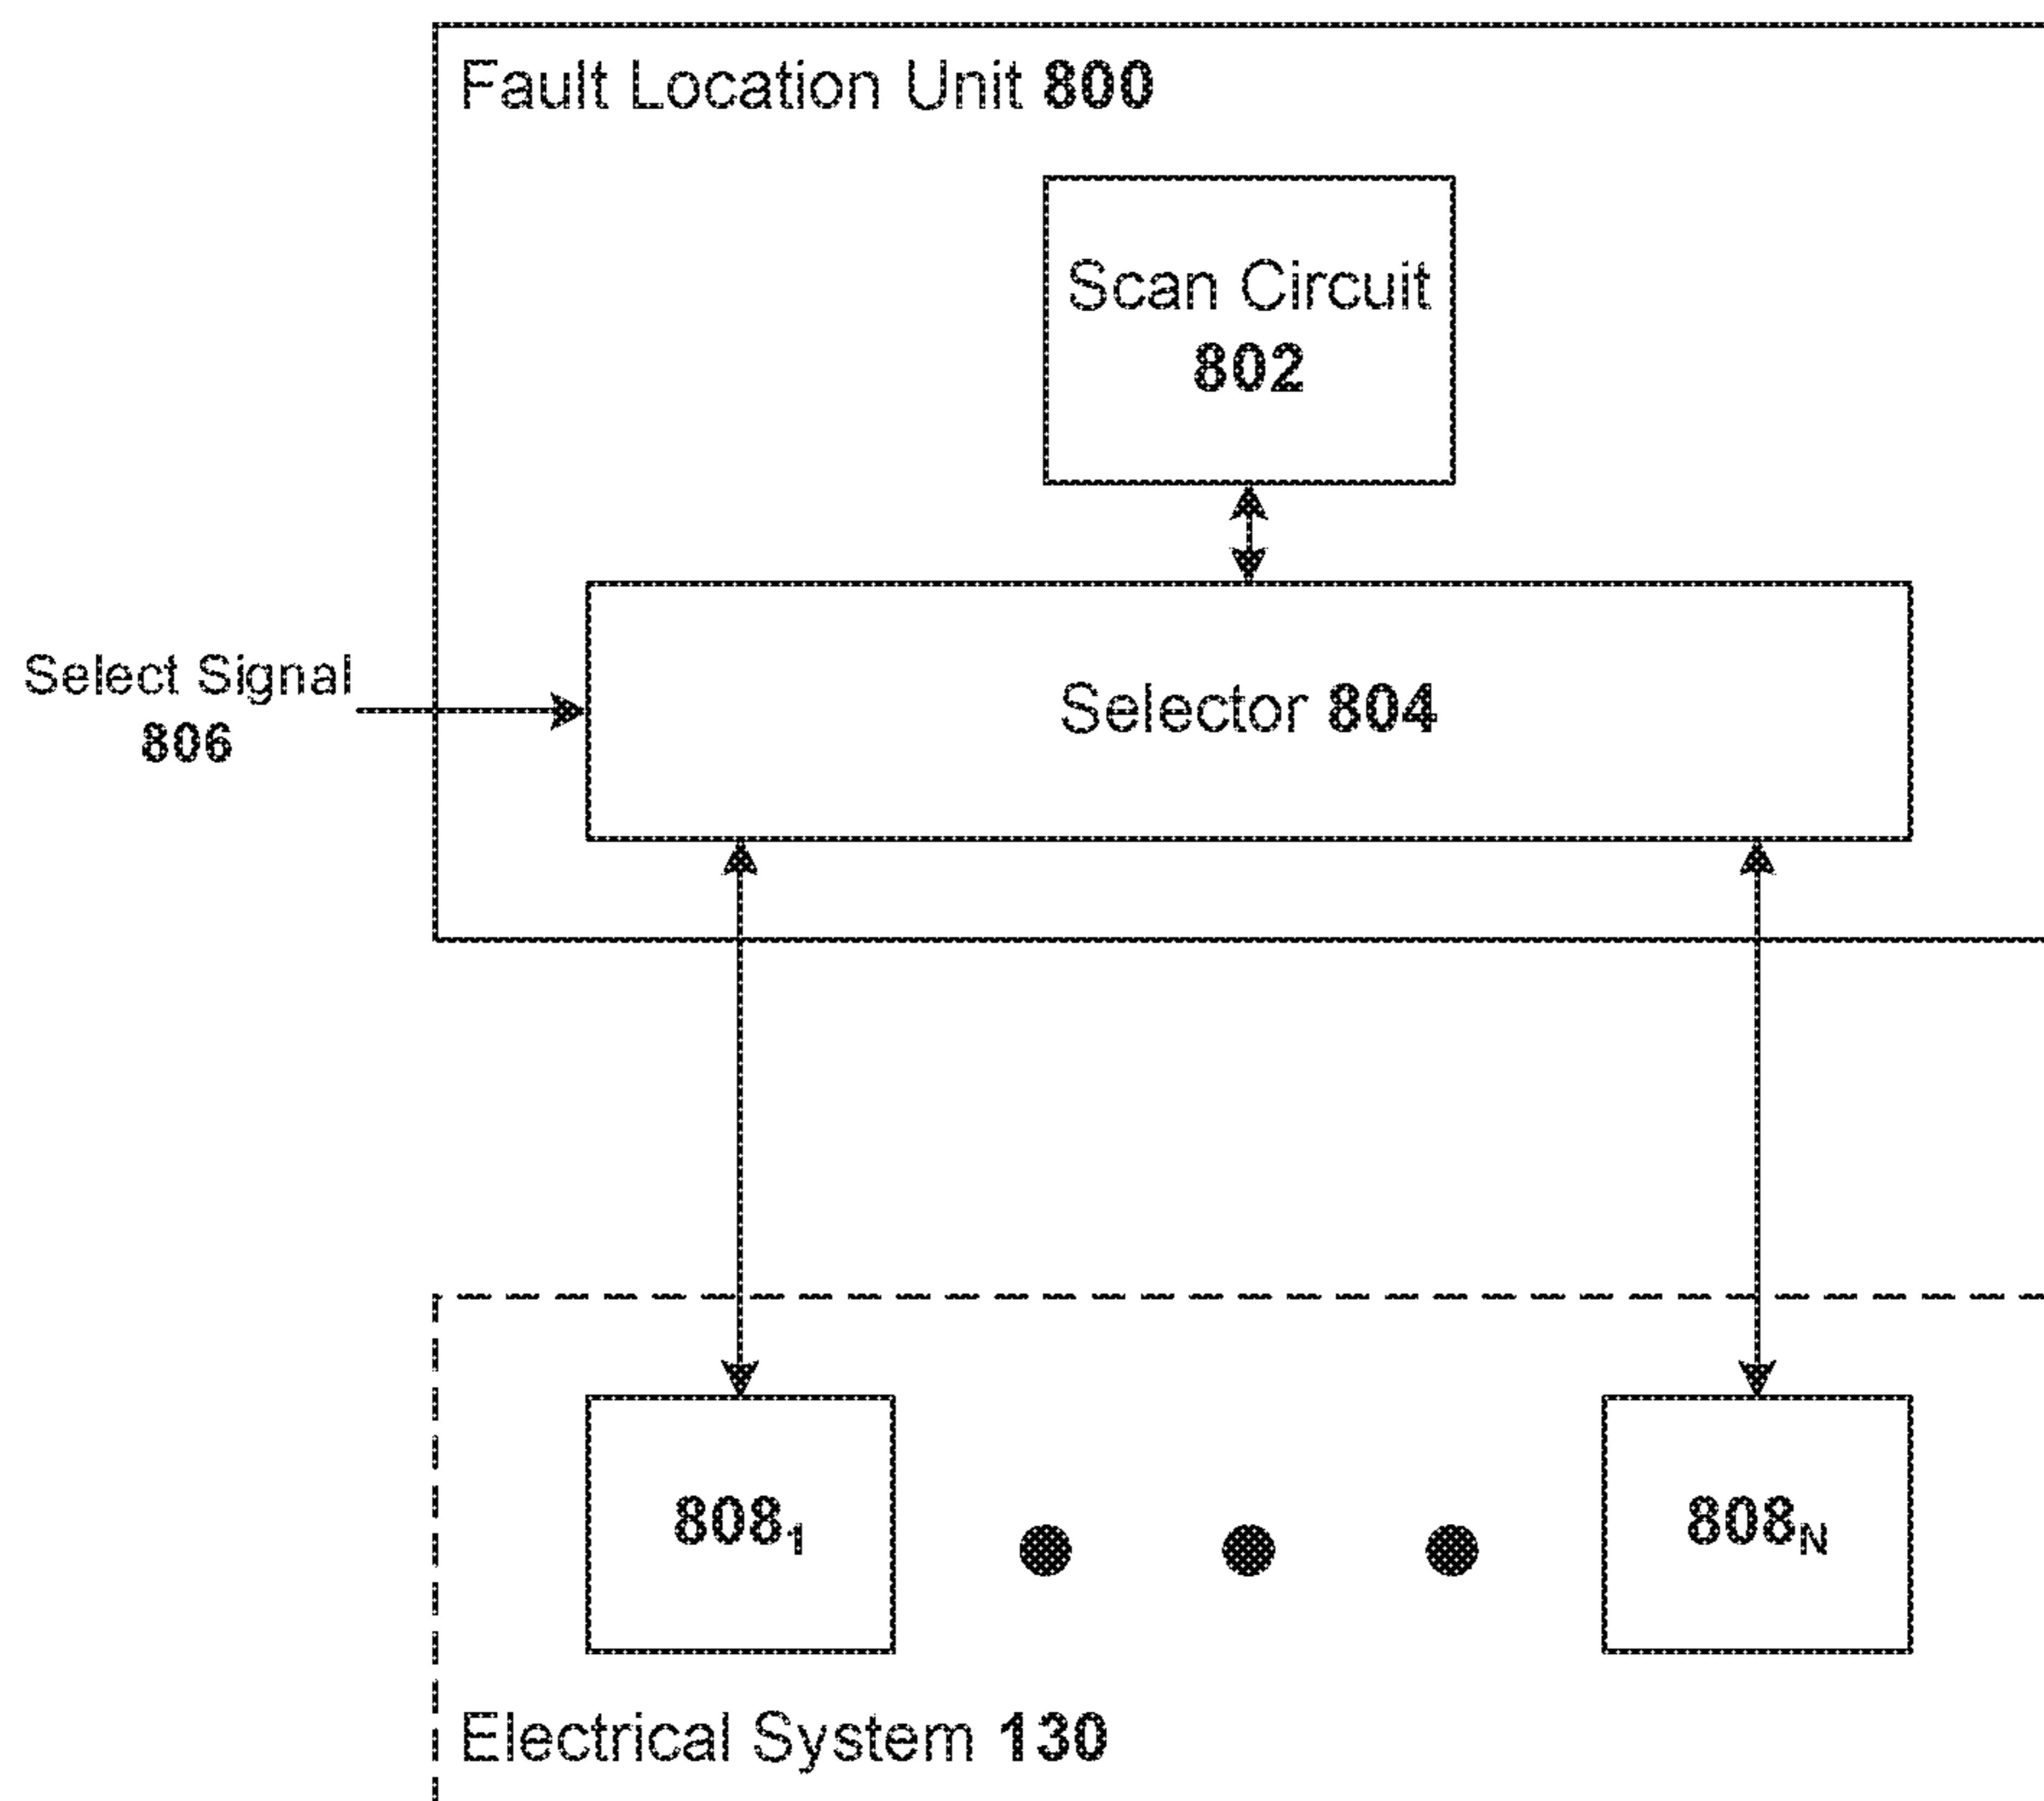 Fault Location Unit 800
Scan Circuit
802
Select Signal
806
Selector 804
808₁
808N
Electrical System 130